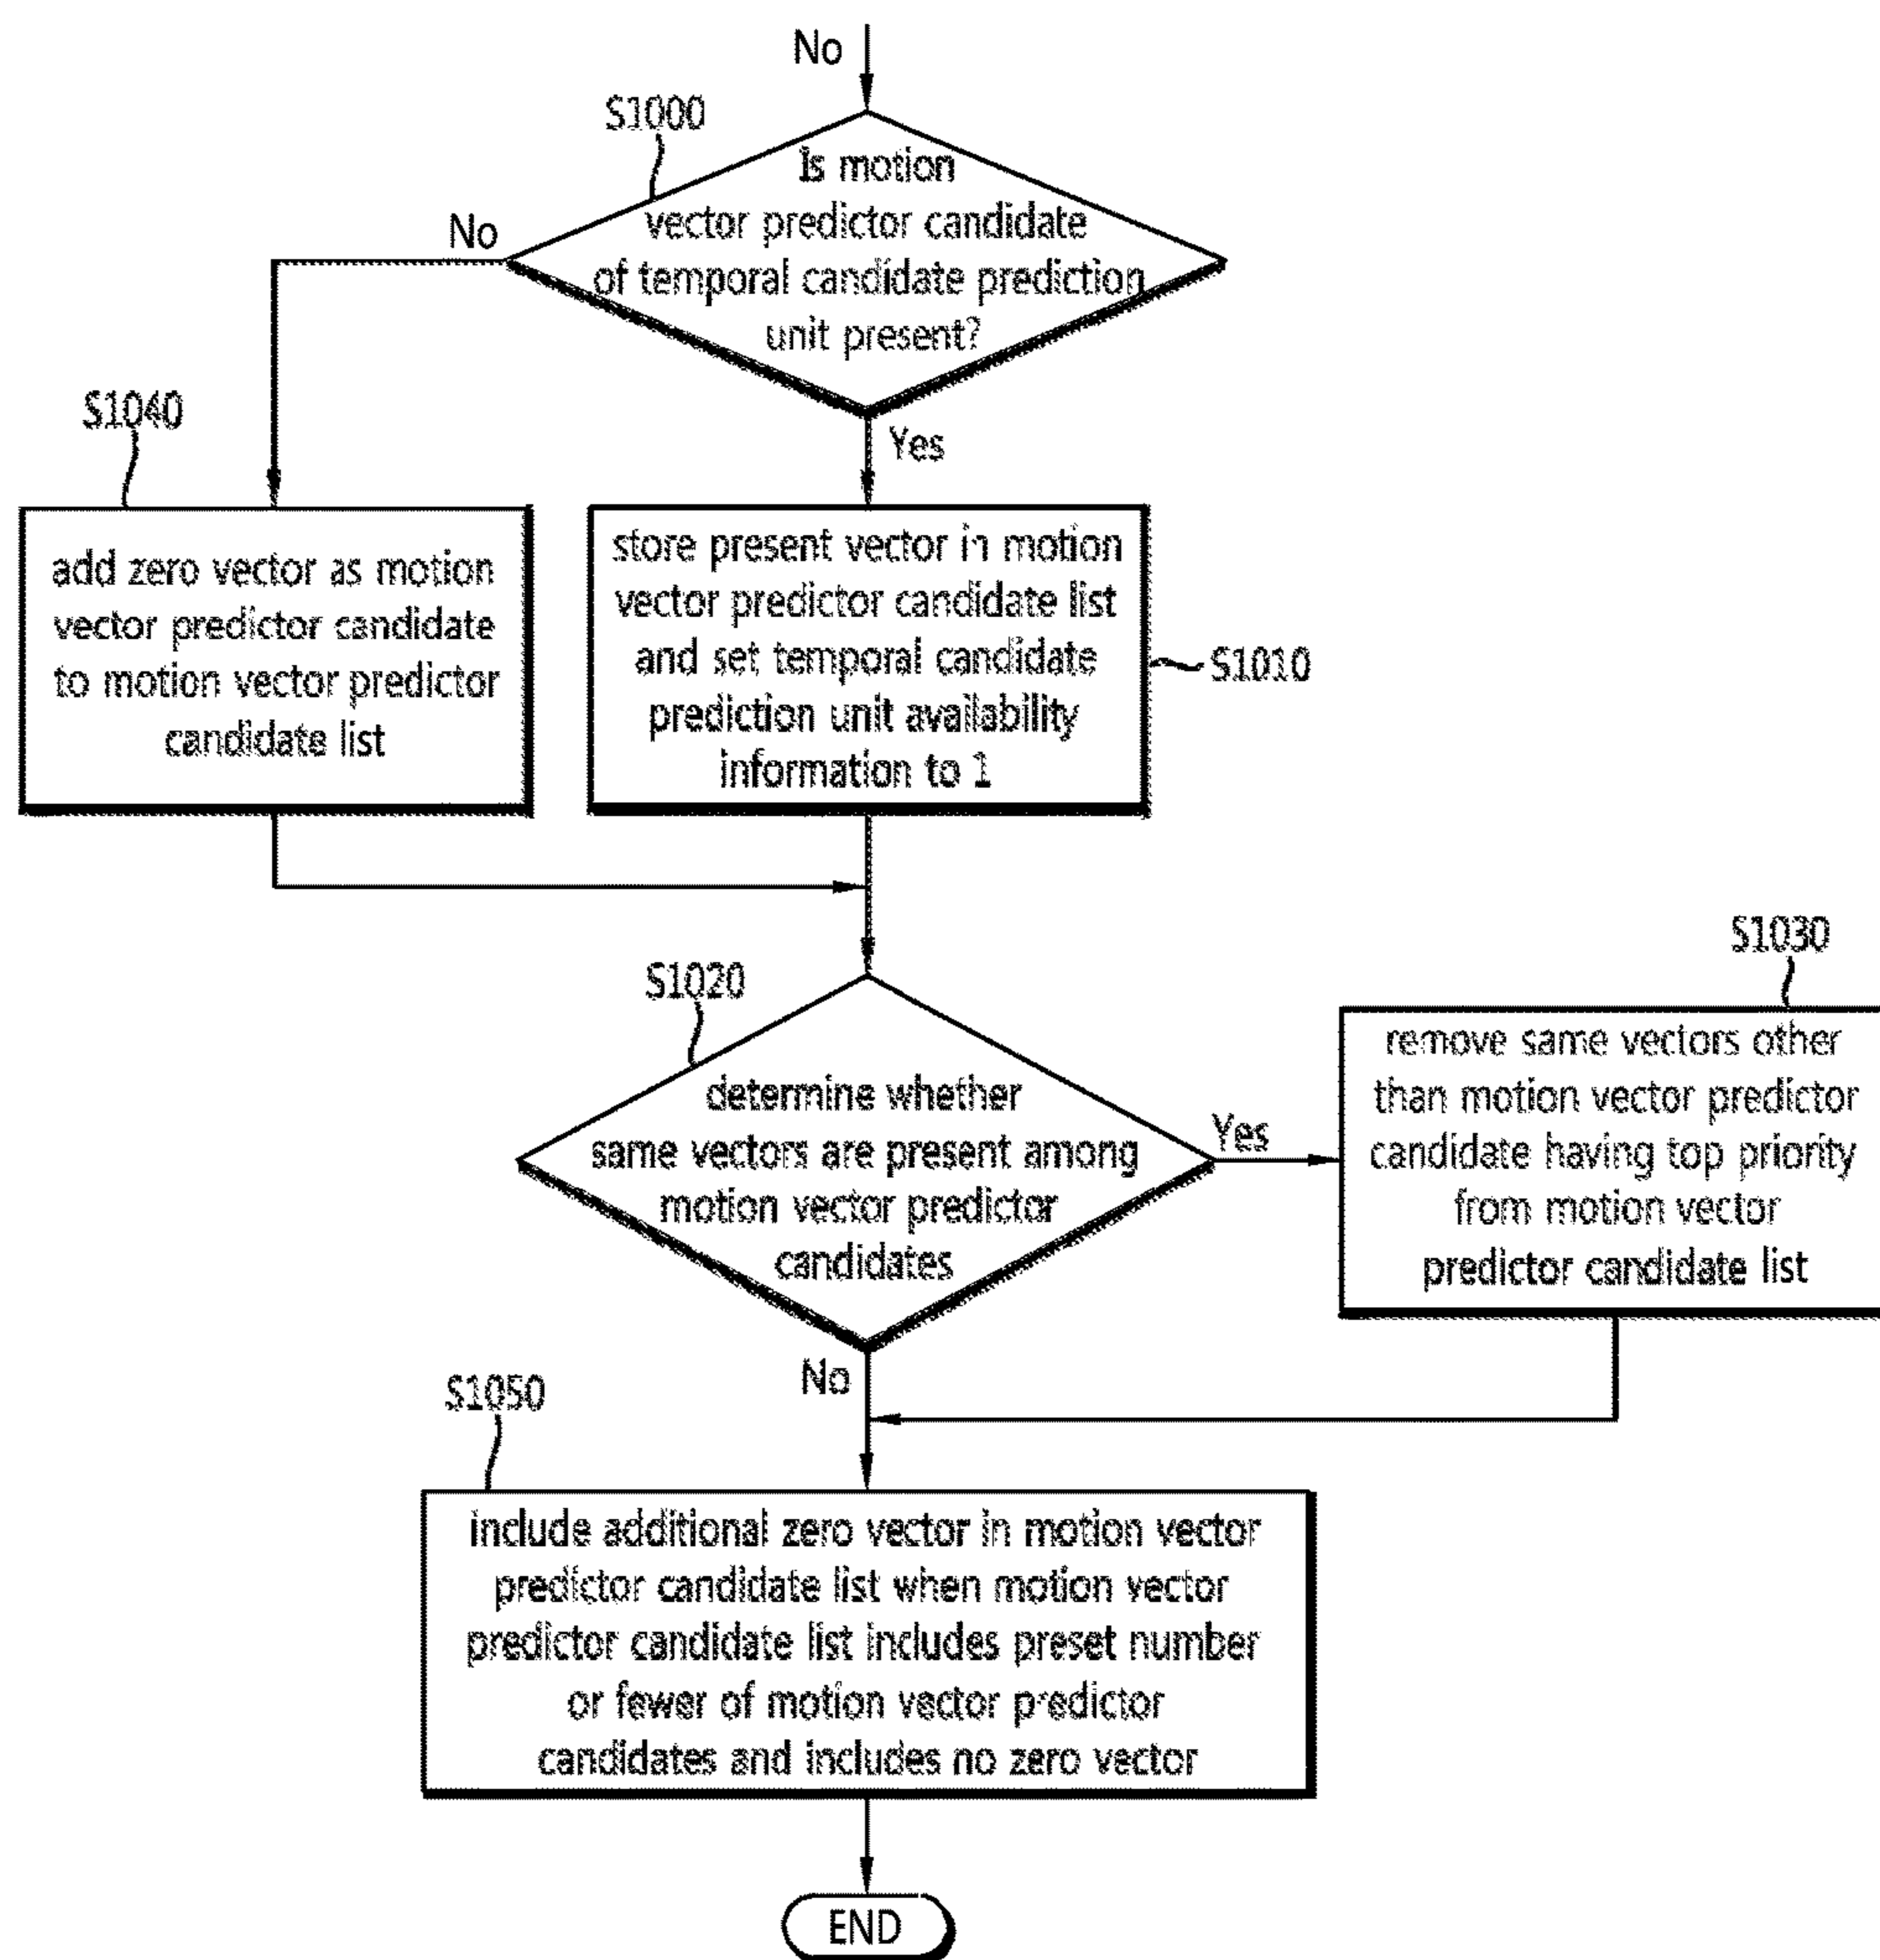 No
S1000
Is motion
vector predictor candidate
of temporal candidate prediction
unit present?
No
Yes
S1040
add zero vector as motion
vector predictor candidate
to motion vector predictor
candidate list
store present vector in motion
vector predictor candidate list
and set temporal candidate
prediction unit availability
information to 1
S1010
S1020
determine whether
same vectors are present among
motion vector predictor
candidates
Yes
S1030
remove same vectors other
than motion vector predictor
candidate having top priority
from motion vector
predictor candidate list
No
S1050
include additional zero vector in motion vector
predictor candidate list when motion vector
predictor candidate list includes preset number
or fewer of motion vector predictor
candidates and includes no zero vector
END